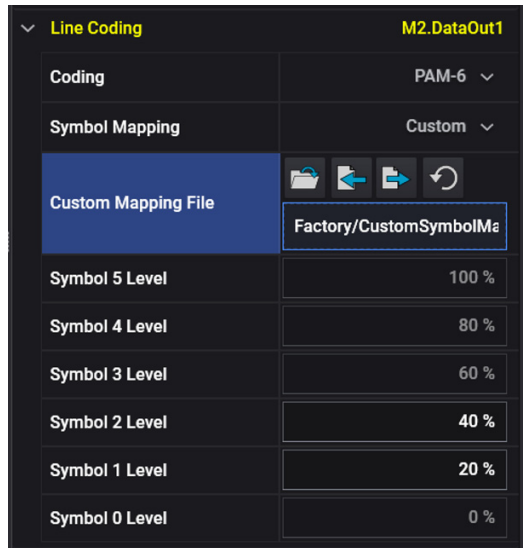 Line Coding M2.DataOut1
Coding PAM-6
Symbol Mapping Custom
Custom Mapping File
Factory/CustomSymbolMa
Symbol 5 Level 100 %
Symbol 4 Level 80 %
Symbol 3 Level 60 %
Symbol 2 Level 40 %
Symbol 1 Level 20 %
Symbol 0 Level 0 %